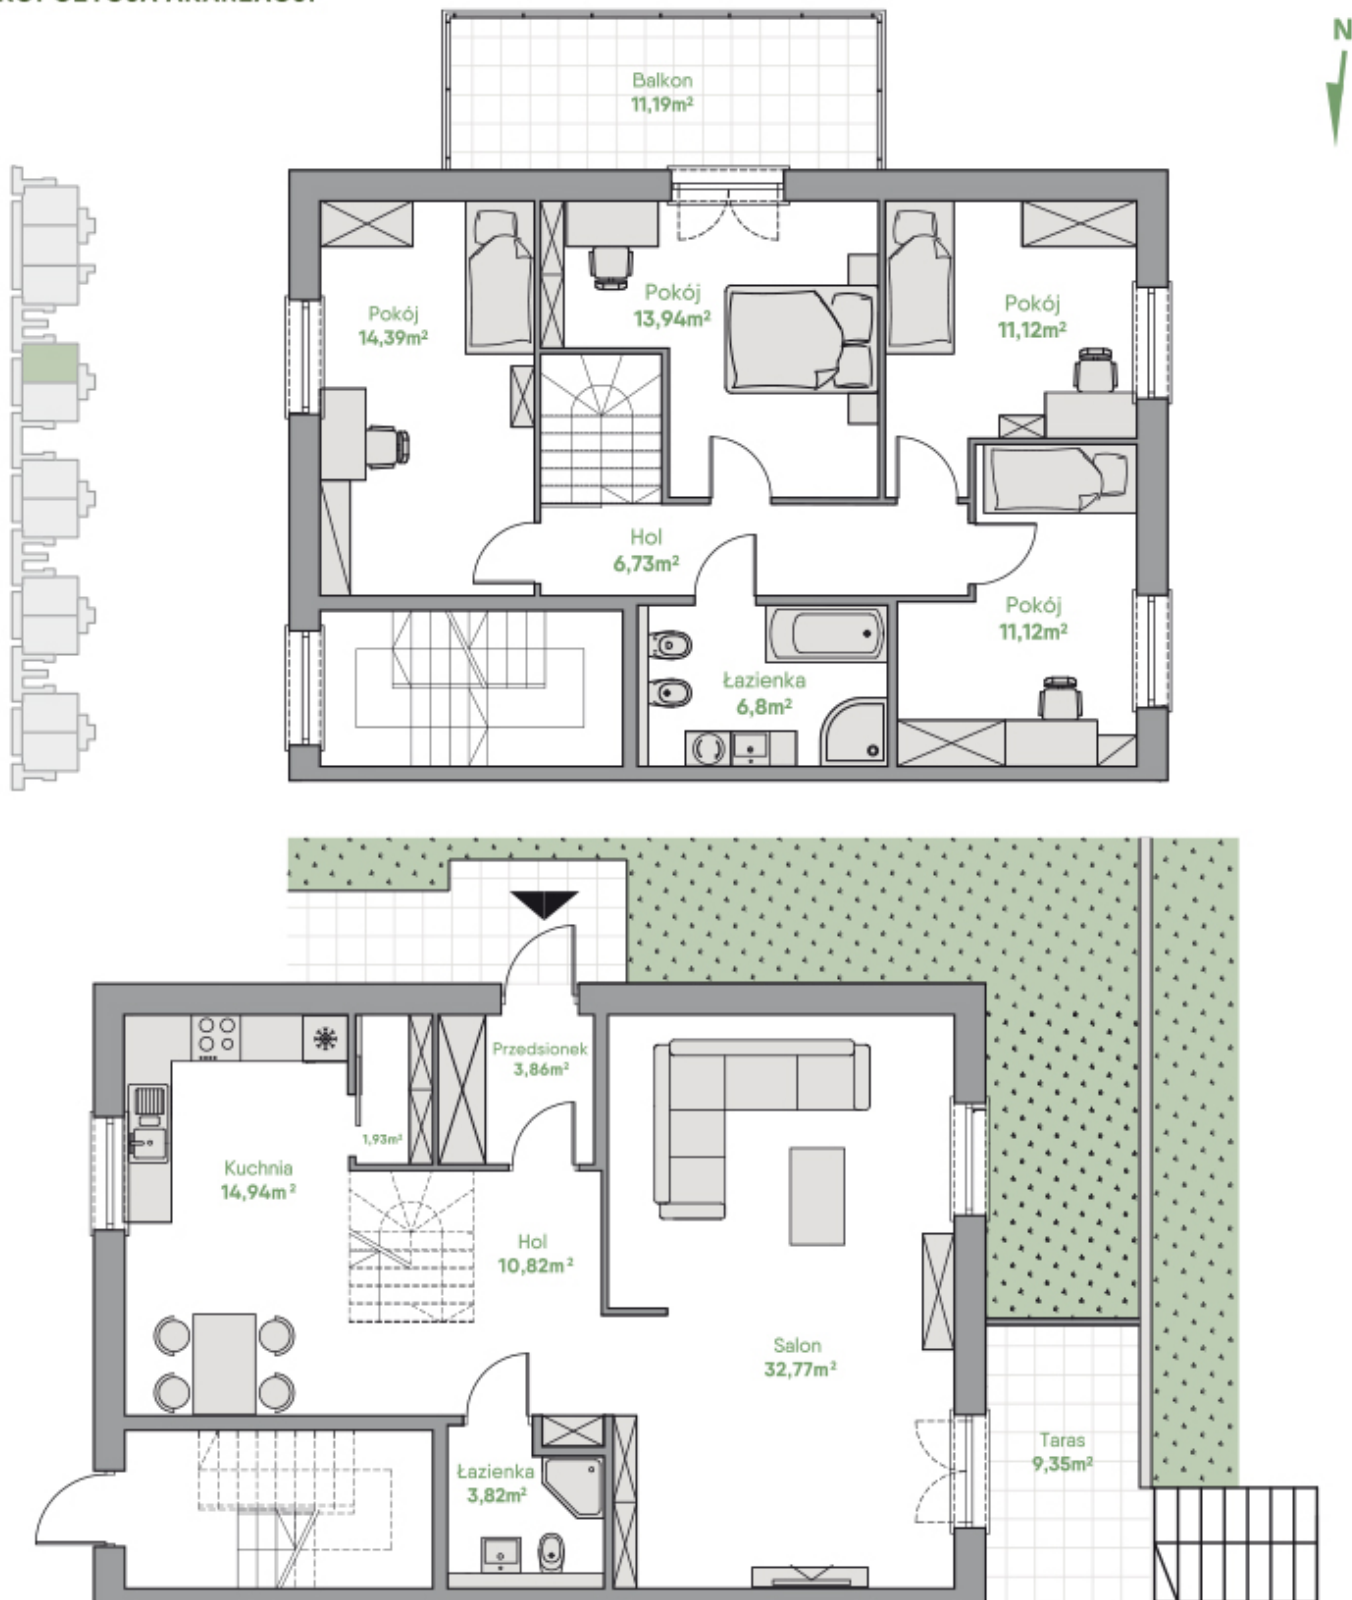 N
Balkon
11,19m²
Pokój
14,39m²
Pokój
13,94m²
Pokój
11,12m²
Hol
6,73m²
Pokój
11,12m²
Łazienka
6,8m²
Przedsionek
3,86m²
1,93m²
Kuchnia
14,94m²
Hol
10,82m²
Salon
32,77m²
Taras
9,35m²
Łazienka
3,82m²